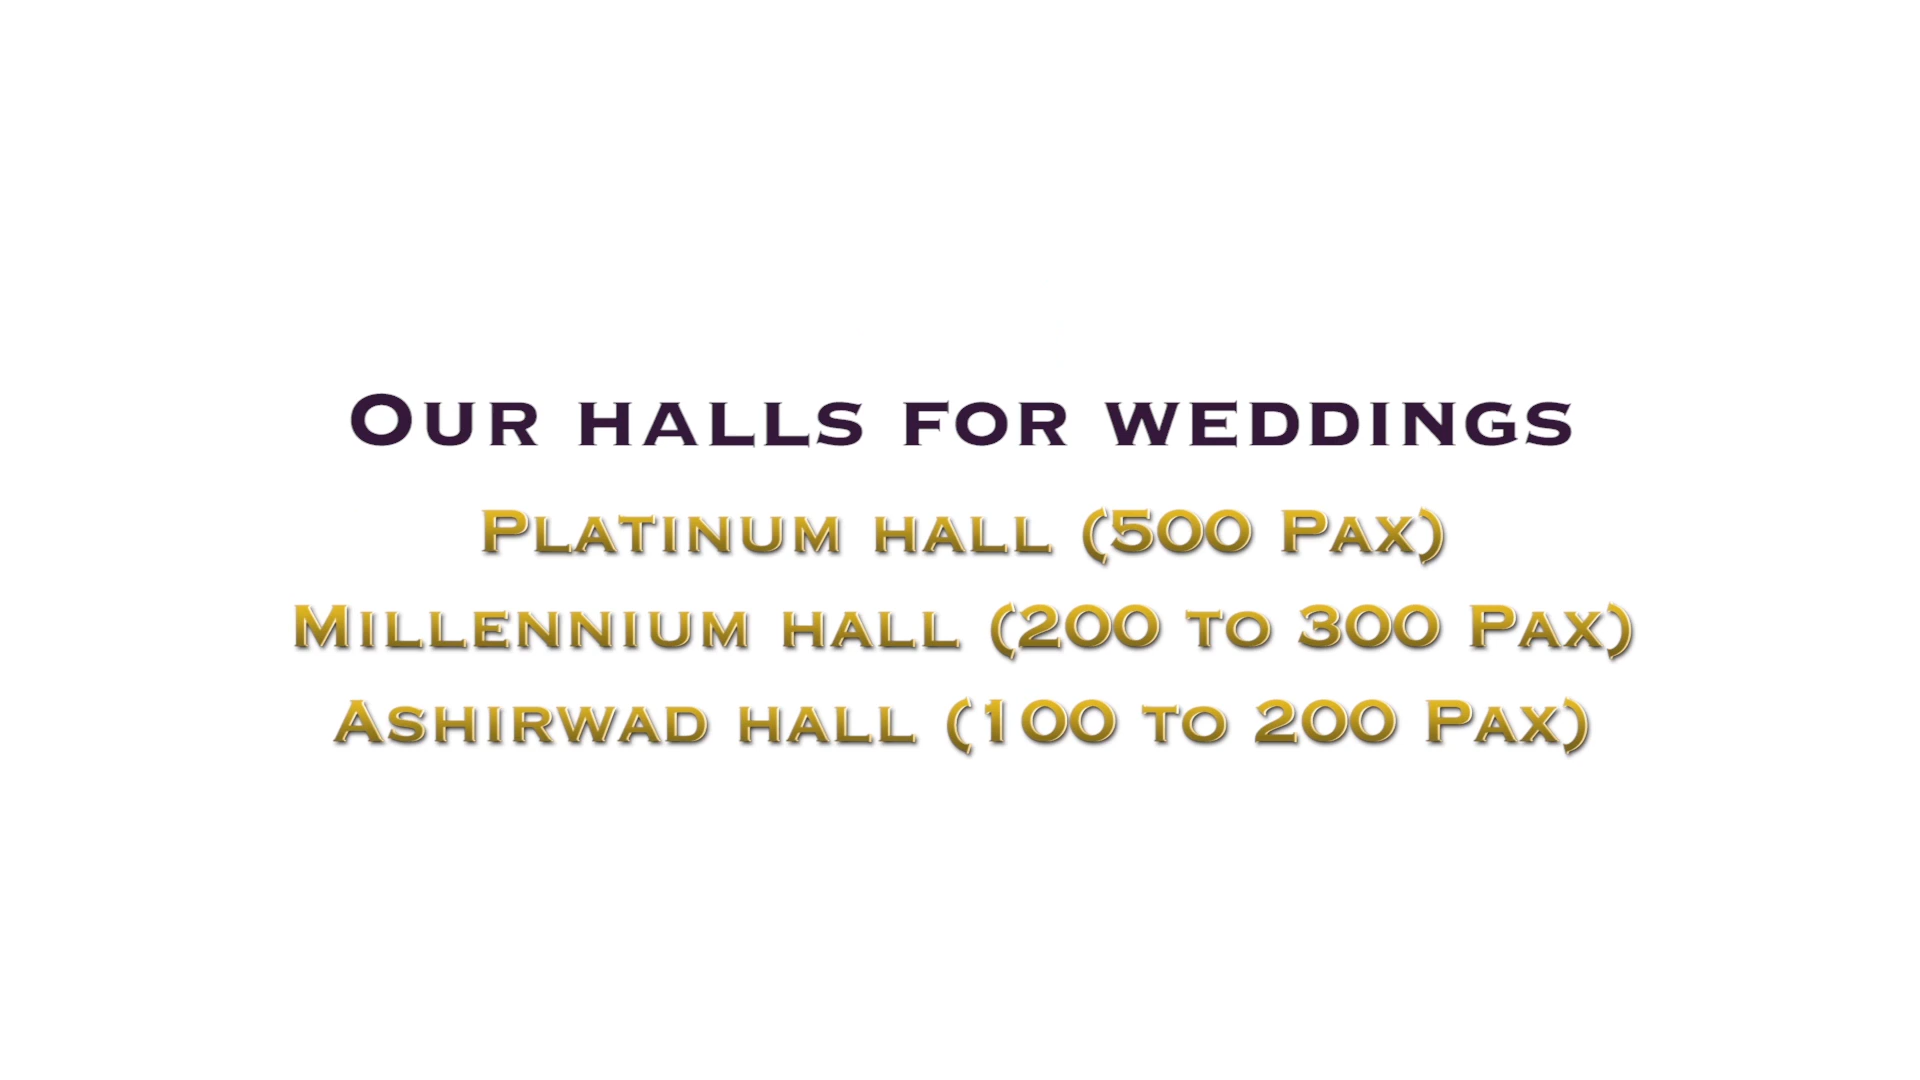 Our halls for weddings
Platinum hall (500 Pax)
Millennium hall (200 to 300 Pax)
Ashirwad hall (100 to 200 Pax)